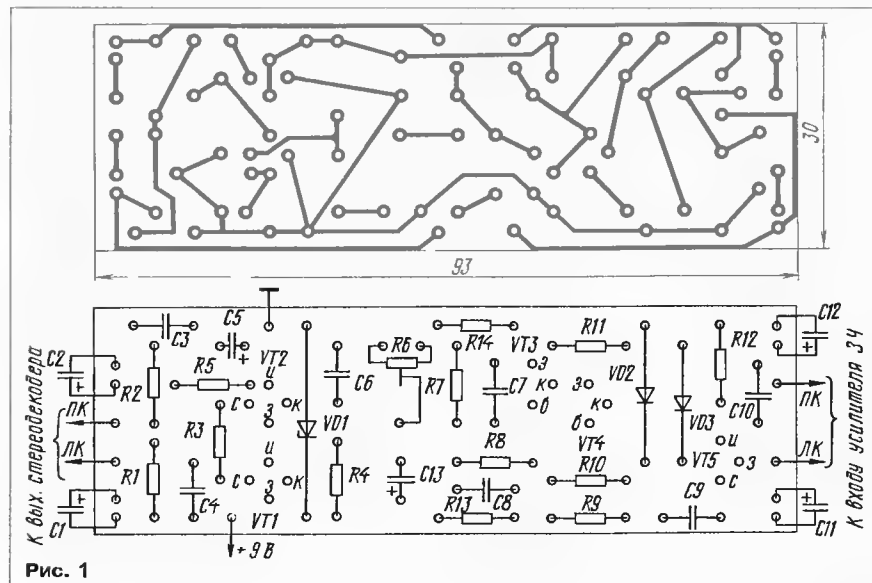 30
93
C3
C5
VT2
R14
VT3
R11
R12
C12
C2
+
R5
+
и
C6
R6
R7
C7
э
VD2
C10
+
R2
с
з
к
VD1
к
э
к
VD3
ПК
ПК
R3
б
б
VT4
и
ЛК
и
R8
R10
VT5
з
ЛК
R1
C4
с
з
к
R4
C13
+
C8
с
C1
+
VT1
R13
R9
C9
+
C11
+ 9 В
К вых. стереодекодера
К входу усилителя ЗЧ
Рис. 1